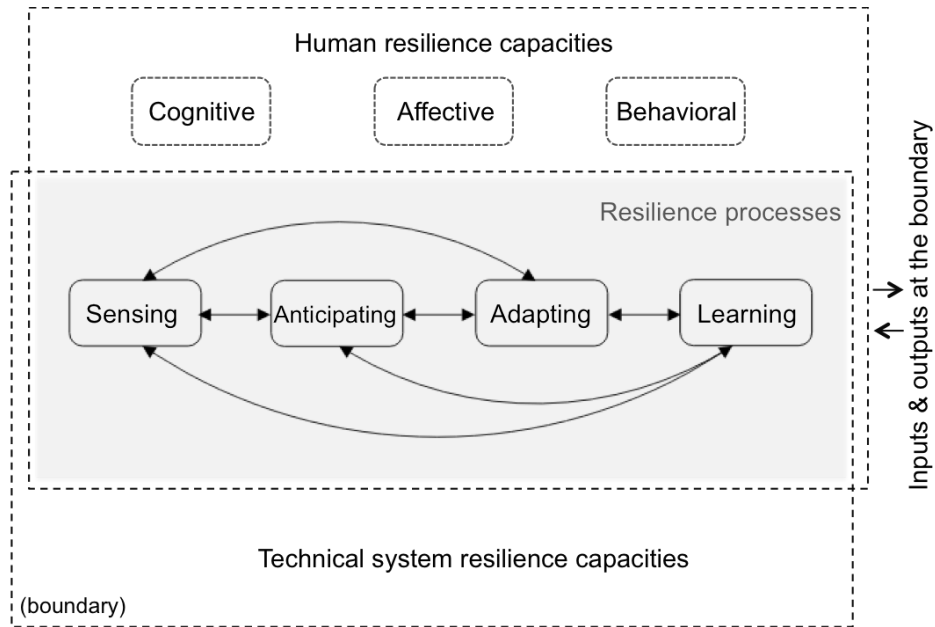 Human resilience capacities
Cognitive
Affective
Behavioral
Resilience processes
Sensing
Anticipating
Adapting
Learning
Inputs & outputs at the boundary
Technical system resilience capacities
(boundary)